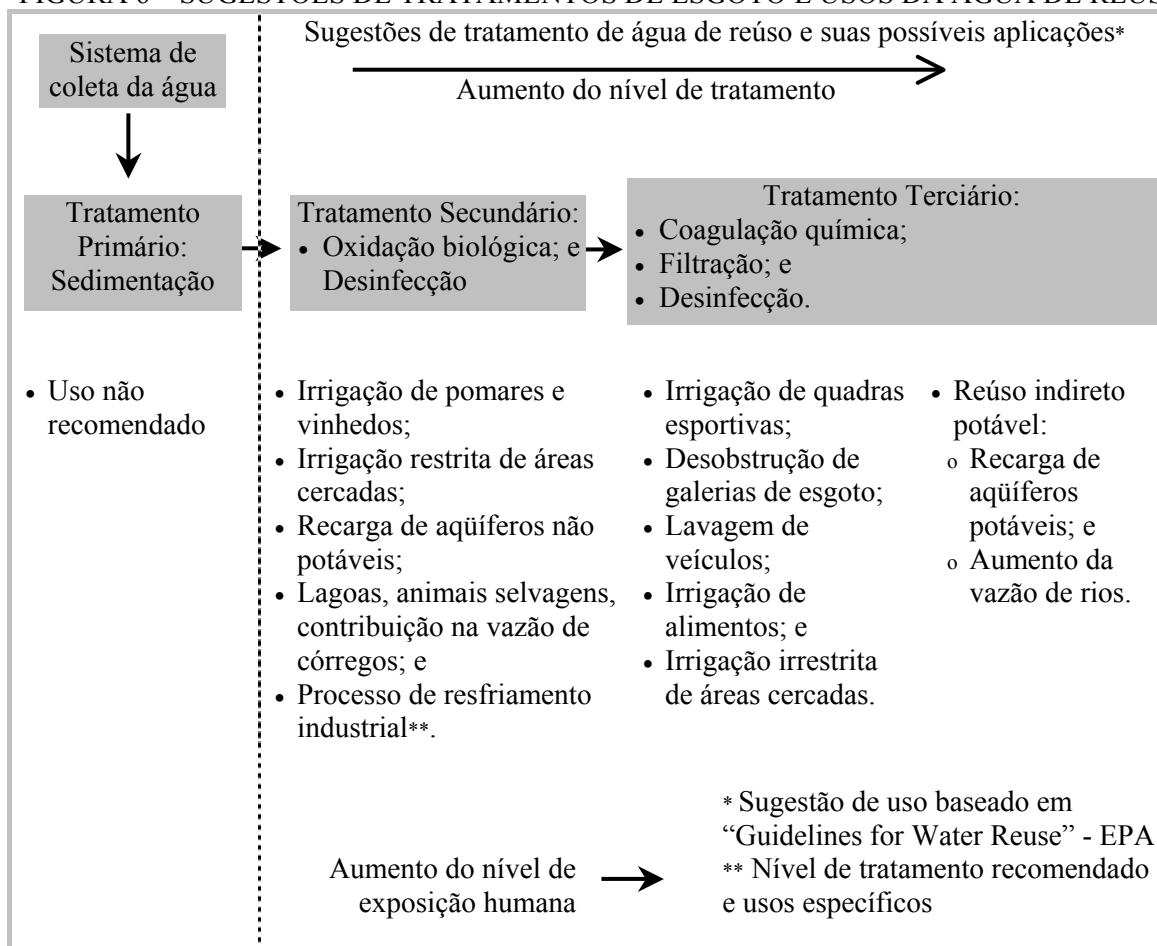 Sistema de
coleta da água
Sugestões de tratamento de água de reúso e suas possíveis aplicações*
Aumento do nível de tratamento
Tratamento
Primário:
Sedimentação
Tratamento Secundário:
• Oxidação biológica; e
Desinfecção
Tratamento Terciário:
• Coagulação química;
• Filtração; e
• Desinfecção.
• Uso não
recomendado
• Irrigação de pomares e
vinhedos;
• Irrigação restrita de áreas
cercadas;
• Recarga de aqüíferos não
potáveis;
• Lagoas, animais selvagens,
contribuição na vazão de
córregos; e
• Processo de resfriamento
industrial**.
• Irrigação de quadras
esportivas;
• Desobstrução de
galerias de esgoto;
• Lavagem de
veículos;
• Irrigação de
alimentos; e
• Irrigação irrestrita
de áreas cercadas.
• Reúso indireto
potável:
o Recarga de
aqüíferos
potáveis; e
o Aumento da
vazão de rios.
Aumento do nível de
exposição humana
* Sugestão de uso baseado em
“Guidelines for Water Reuse” - EPA
** Nível de tratamento recomendado
e usos específicos